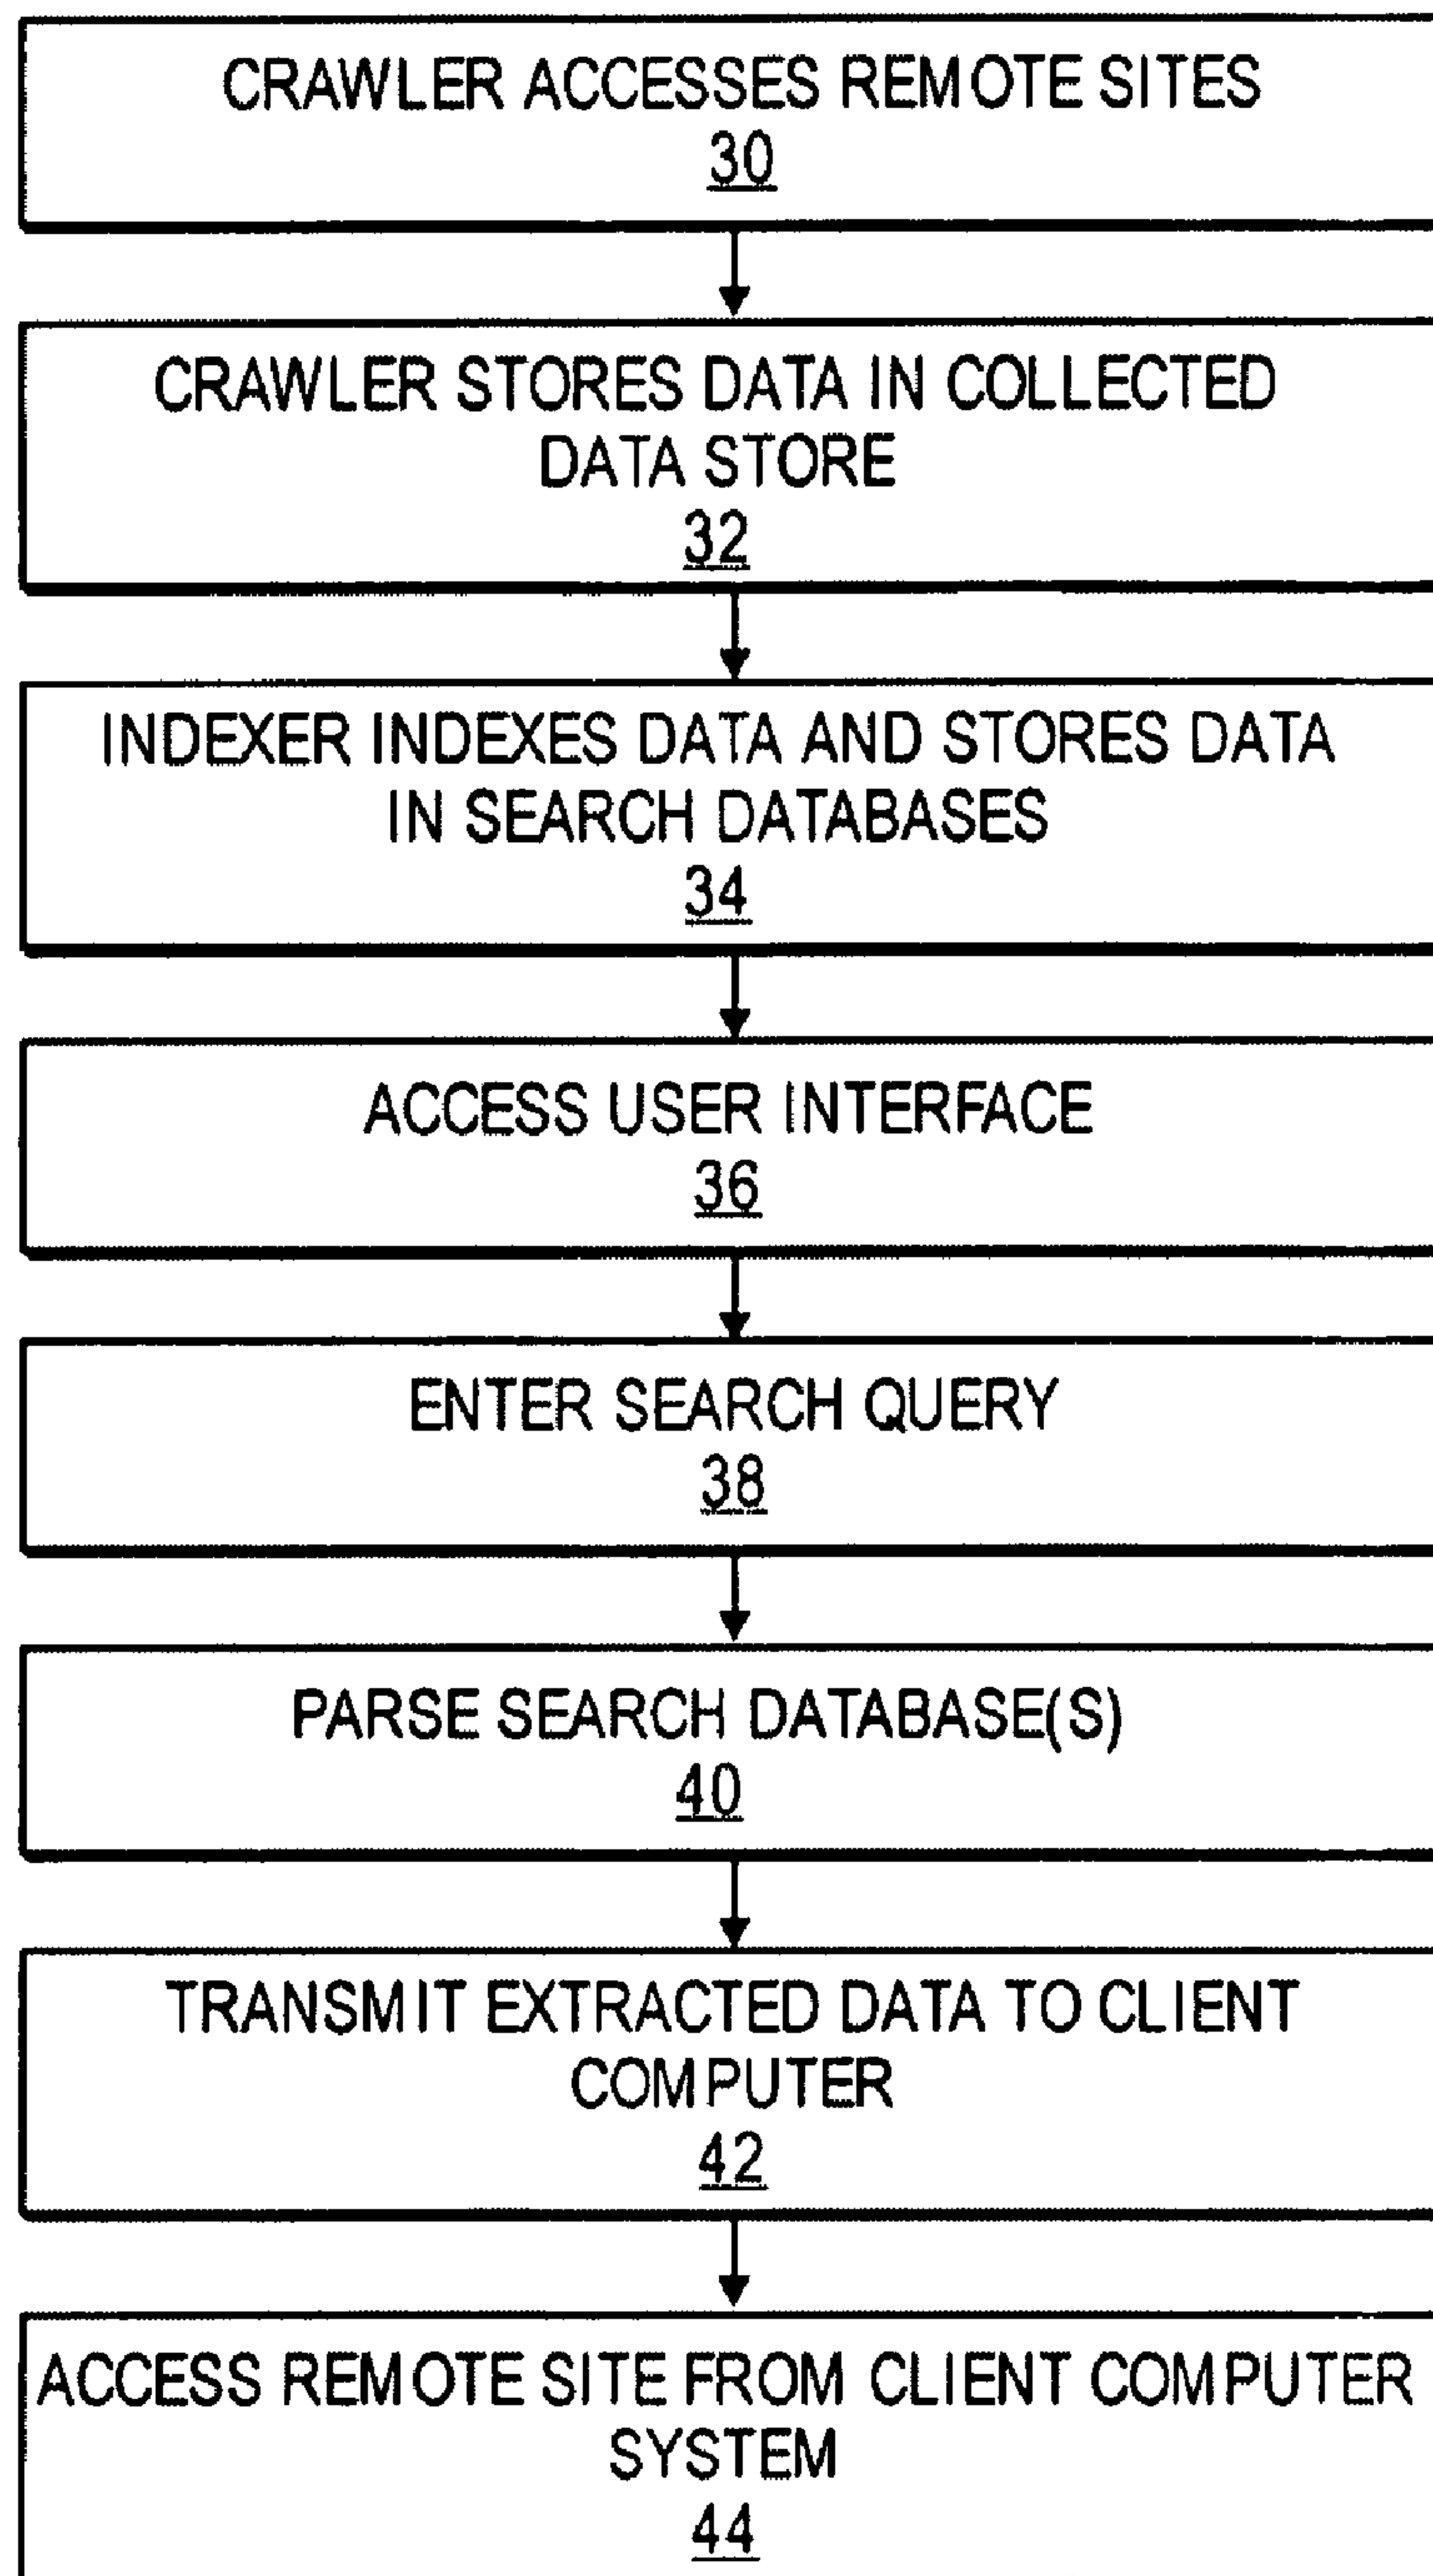 CRAWLER ACCESSES REMOTE SITES
30
CRAWLER STORES DATA IN COLLECTED
DATA STORE
32
INDEXER INDEXES DATA AND STORES DATA
IN SEARCH DATABASES
34
ACCESS USER INTERFACE
36
ENTER SEARCH QUERY
38
PARSE SEARCH DATABASE(S)
40
TRANSMIT EXTRACTED DATA TO CLIENT
COMPUTER
42
ACCESS REMOTE SITE FROM CLIENT COMPUTER
SYSTEM
44